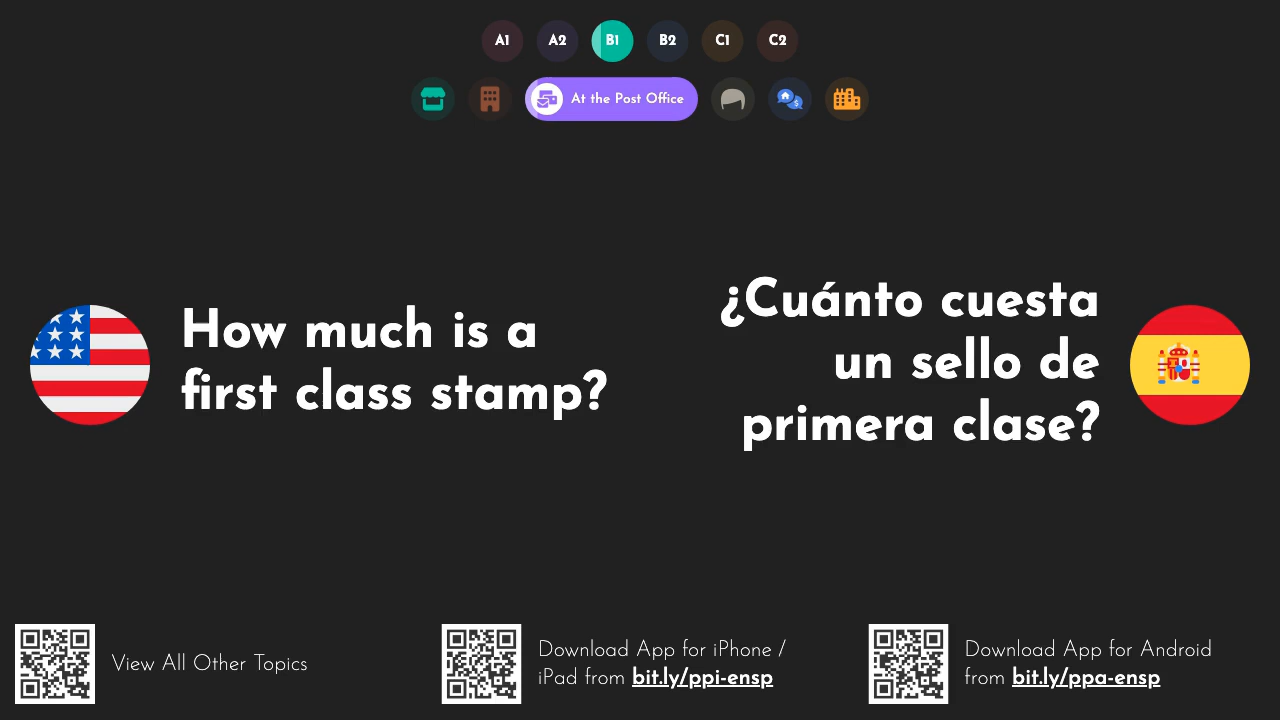 A1 A2 B1 B2 C1 C2
At the Post Office
How much is a
first class stamp?
¿Cuánto cuesta
un sello de
primera clase?
View All Other Topics
Download App for iPhone /
iPad from bit.ly/ppi-ensp
Download App for Android
from bit.ly/ppa-ensp